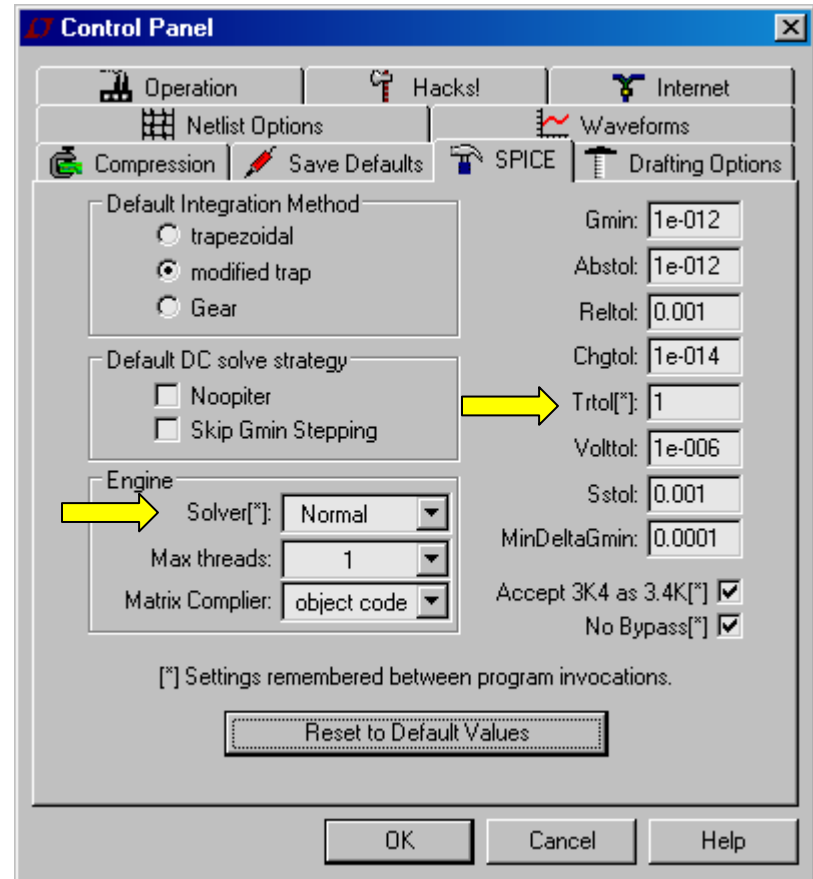 Control Panel
Operation
Hacks!
Internet
Netlist Options
Waveforms
Compression
Save Defaults
SPICE
Drafting Options
Default Integration Method
trapezoidal
modified trap
Gear
Default DC solve strategy
Noopiter
Skip Gmin Stepping
Engine
Solver[*]: Normal
Max threads: 1
Matrix Complier: object code
Gmin: 1e-012
Abstol: 1e-012
Reltol: 0.001
Chgtol: 1e-014
Trtol[*]: 1
Volttol: 1e-006
Sstol: 0.001
MinDeltaGmin: 0.0001
Accept 3K4 as 3.4K[*]
No Bypass[*]
[*] Settings remembered between program invocations.
Reset to Default Values
OK
Cancel
Help